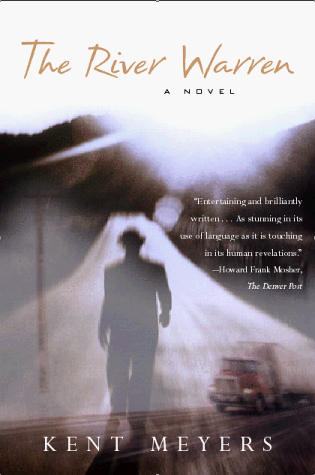 The River Warren
A NOVEL
"Entertaining and brilliantly
written . . . As stunning in its
use of language as it is touching
in its human revelations."
—Howard Frank Mosher,
The Denver Post
KENT MEYERS